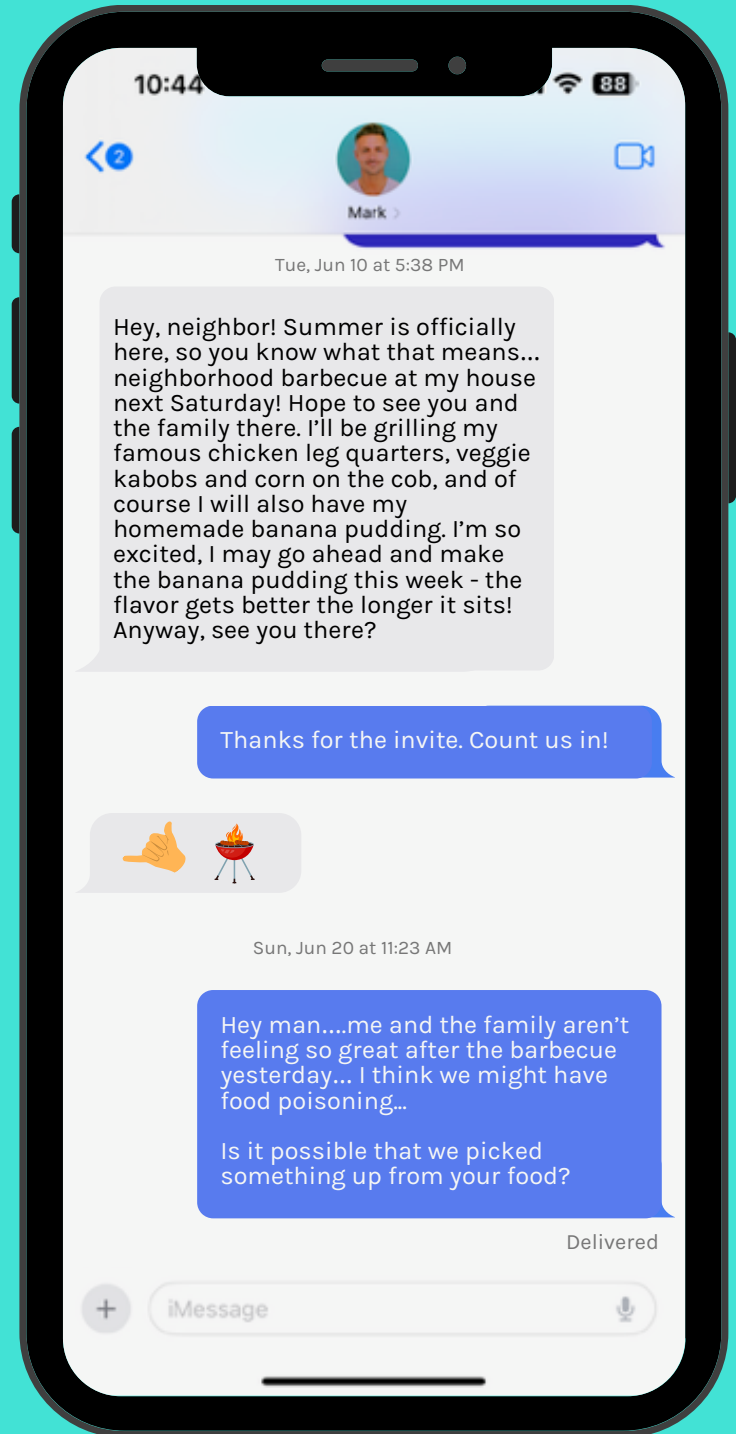 10:44
88
2
Mark
Tue, Jun 10 at 5:38 PM
Hey, neighbor! Summer is officially
here, so you know what that means...
neighborhood barbecue at my house
next Saturday! Hope to see you and
the family there. I’ll be grilling my
famous chicken leg quarters, veggie
kabobs and corn on the cob, and of
course I will also have my
homemade banana pudding. I’m so
excited, I may go ahead and make
the banana pudding this week - the
flavor gets better the longer it sits!
Anyway, see you there?
Thanks for the invite. Count us in!
Sun, Jun 20 at 11:23 AM
Hey man....me and the family aren’t
feeling so great after the barbecue
yesterday... I think we might have
food poisoning...
Is it possible that we picked
something up from your food?
Delivered
iMessage